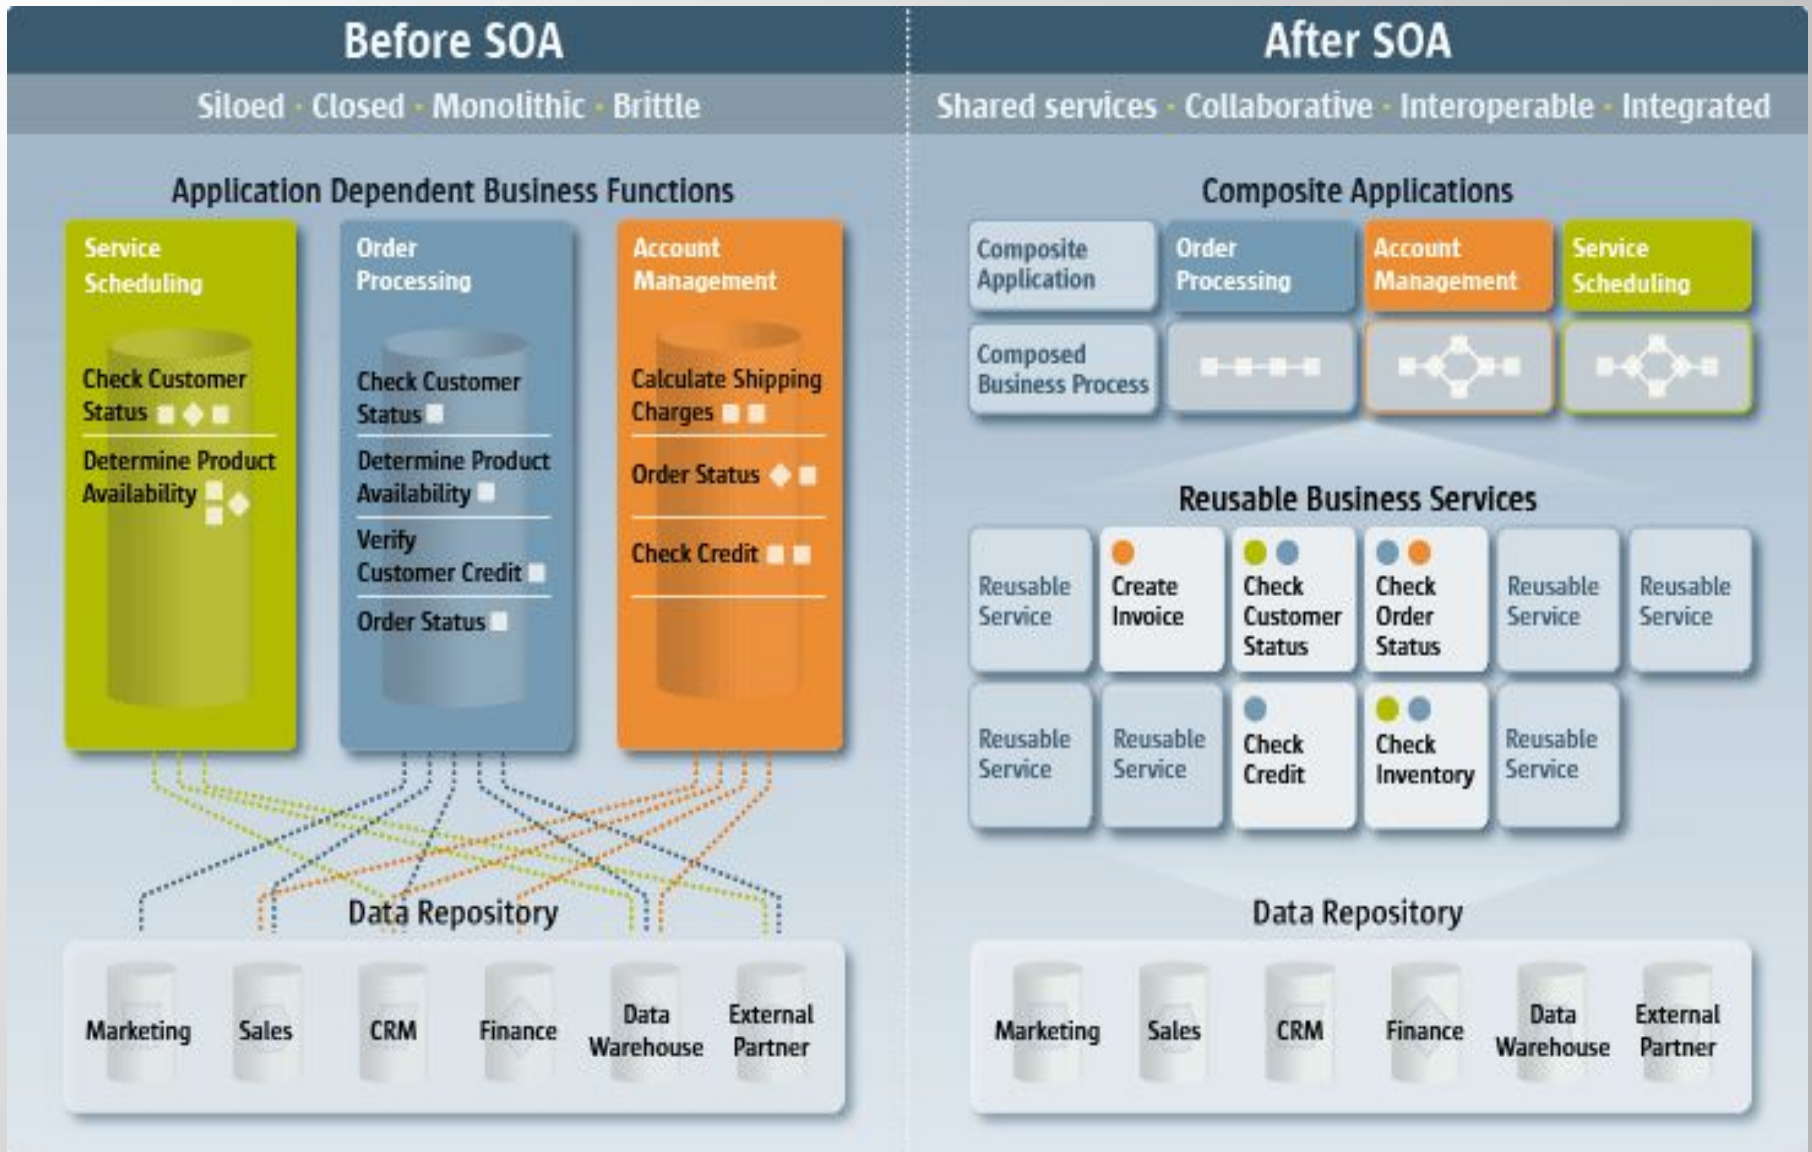 Before SOA
Siloed · Closed · Monolithic · Brittle
Application Dependent Business Functions
Service
Scheduling
Check Customer
Status
Determine Product
Availability
Order
Processing
Check Customer
Status
Determine Product
Availability
Verify
Customer Credit
Order Status
Account
Management
Calculate Shipping
Charges
Order Status
Check Credit
Data Repository
Marketing
Sales
CRM
Finance
Data
Warehouse
External
Partner
After SOA
Shared services · Collaborative · Interoperable · Integrated
Composite Applications
Composite
Application
Order
Processing
Account
Management
Service
Scheduling
Composed
Business Process
Reusable Business Services
Reusable
Service
Create
Invoice
Check
Customer
Status
Check
Order
Status
Reusable
Service
Reusable
Service
Reusable
Service
Reusable
Service
Check
Credit
Check
Inventory
Reusable
Service
Data Repository
Marketing
Sales
CRM
Finance
Data
Warehouse
External
Partner